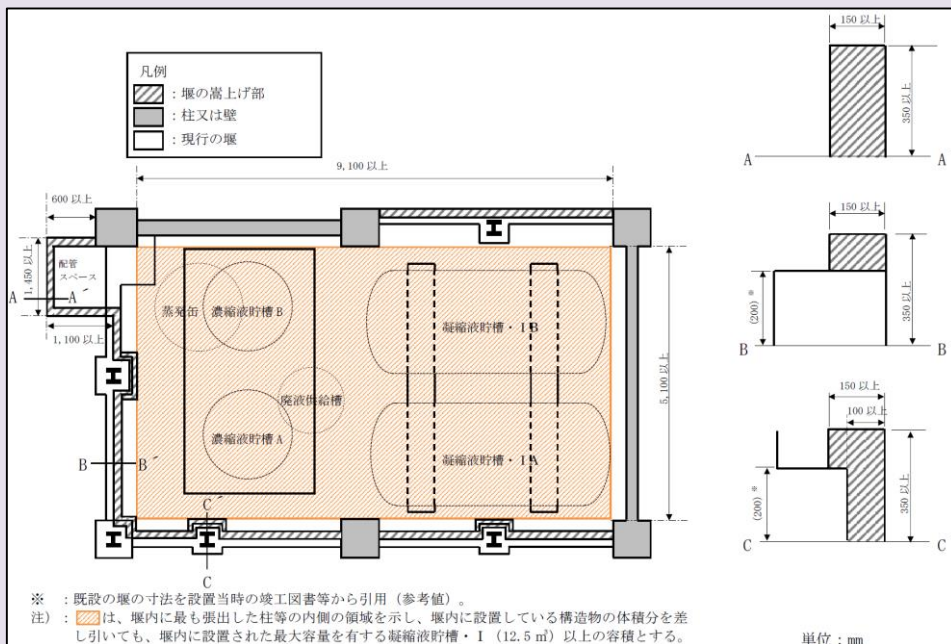 凡例
：堰の嵩上げ部
：柱又は壁
：現行の堰
9,100 以上
600 以上
1,450 以上
配管
スペース
A
A´
1,100 以上
蒸発缶
濃縮液貯槽 B
凝縮液貯槽・ⅠB
廃液供給槽
濃縮液貯槽 A
凝縮液貯槽・ⅠA
5,100 以上
B
B´
C´
C
150 以上
350 以上
A
A
150 以上
(200) ※
350 以上
B
B
150 以上
100 以上
(200) ※
350 以上
C
C
※　：既設の堰の寸法を設置当時の竣工図書等から引用（参考値）。
注）：は、堰内に最も張出した柱等の内側の領域を示し、堰内に設置している構造物の体積分を差
し引いても、堰内に設置された最大容量を有する凝縮液貯槽・Ⅰ（12.5 ㎥）以上の容積とする。
単位：mm